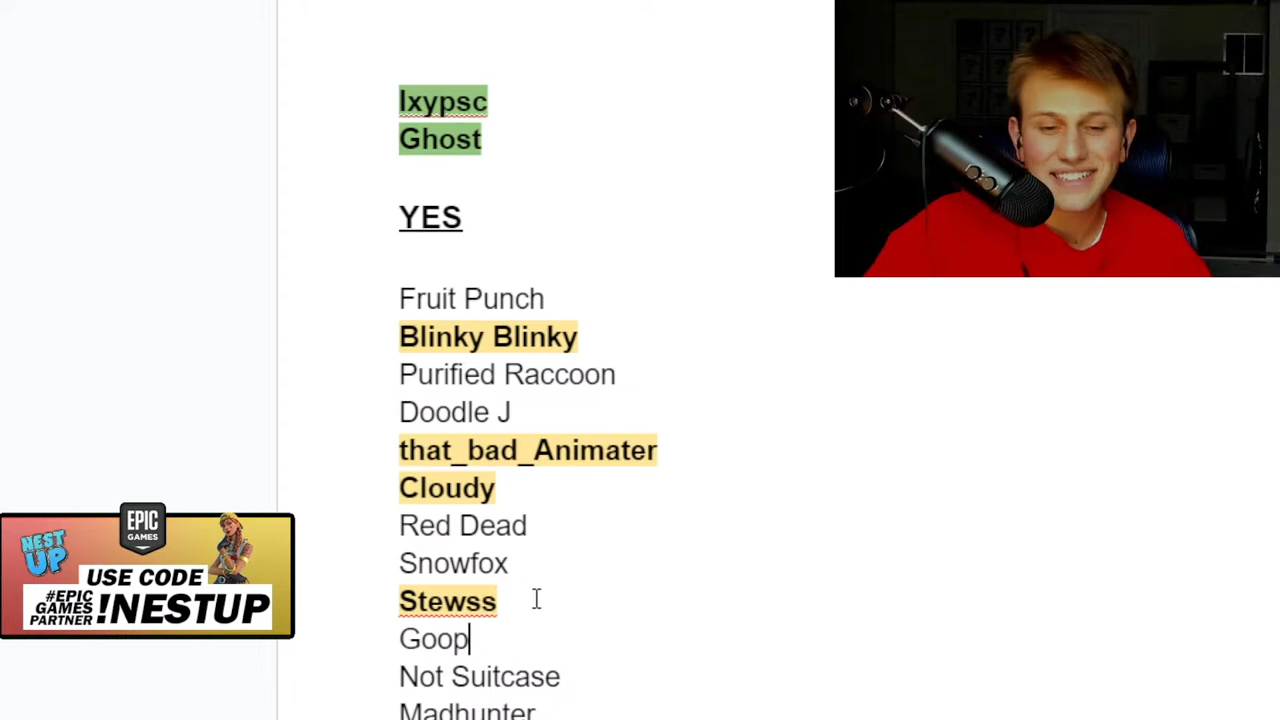 lxypsc
Ghost
YES
Fruit Punch
Blinky Blinky
Purified Raccoon
Doodle J
that_bad_Animater
Cloudy
Red Dead
Snowfox
Stewss
Goop
Not Suitcase
Madhunter
EPIC
GAMES
NEST
UP
USE CODE
#EPIC
GAMES
PARTNER
!NESTUP